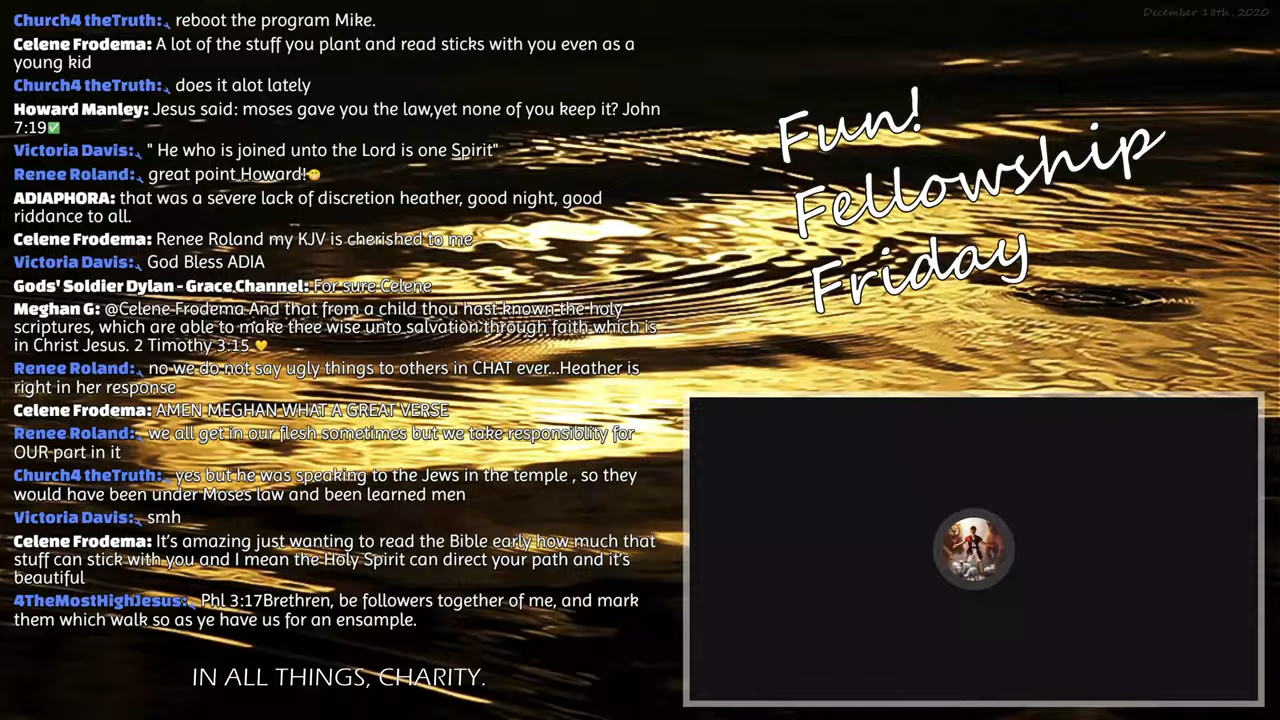 Church4 theTruth: reboot the program Mike.
Celene Frodema: A lot of the stuff you plant and read sticks with you even as a
young kid
Church4 theTruth: does it alot lately
Howard Manley: Jesus said: moses gave you the law,yet none of you keep it? John
7:19✅
Victoria Davis: " He who is joined unto the Lord is one Spirit"
Renee Roland: great point Howard!😁
ADIAPHORA: that was a severe lack of discretion heather, good night, good
riddance to all.
Celene Frodema: Renee Roland my KJV is cherished to me
Victoria Davis: God Bless ADIA
Gods' Soldier Dylan - Grace Channel: For sure Celene
Meghan G: @Celene Frodema And that from a child thou hast known the holy
scriptures, which are able to make thee wise unto salvation through faith which is
in Christ Jesus. 2 Timothy 3:15 💛
Renee Roland: no we do not say ugly things to others in CHAT ever...Heather is
right in her response
Celene Frodema: AMEN MEGHAN WHAT A GREAT VERSE
Renee Roland: we all get in our flesh sometimes but we take responsiblity for
OUR part in it
Church4 theTruth: yes but he was speaking to the Jews in the temple , so they
would have been under Moses law and been learned men
Victoria Davis: smh
Celene Frodema: It's amazing just wanting to read the Bible early how much that
stuff can stick with you and I mean the Holy Spirit can direct your path and it's
beautiful
4TheMostHighJesus: Phl 3:17Brethren, be followers together of me, and mark
them which walk so as ye have us for an ensample.
IN ALL THINGS, CHARITY.
December 18th, 2020
Fun!
Fellowship
Friday